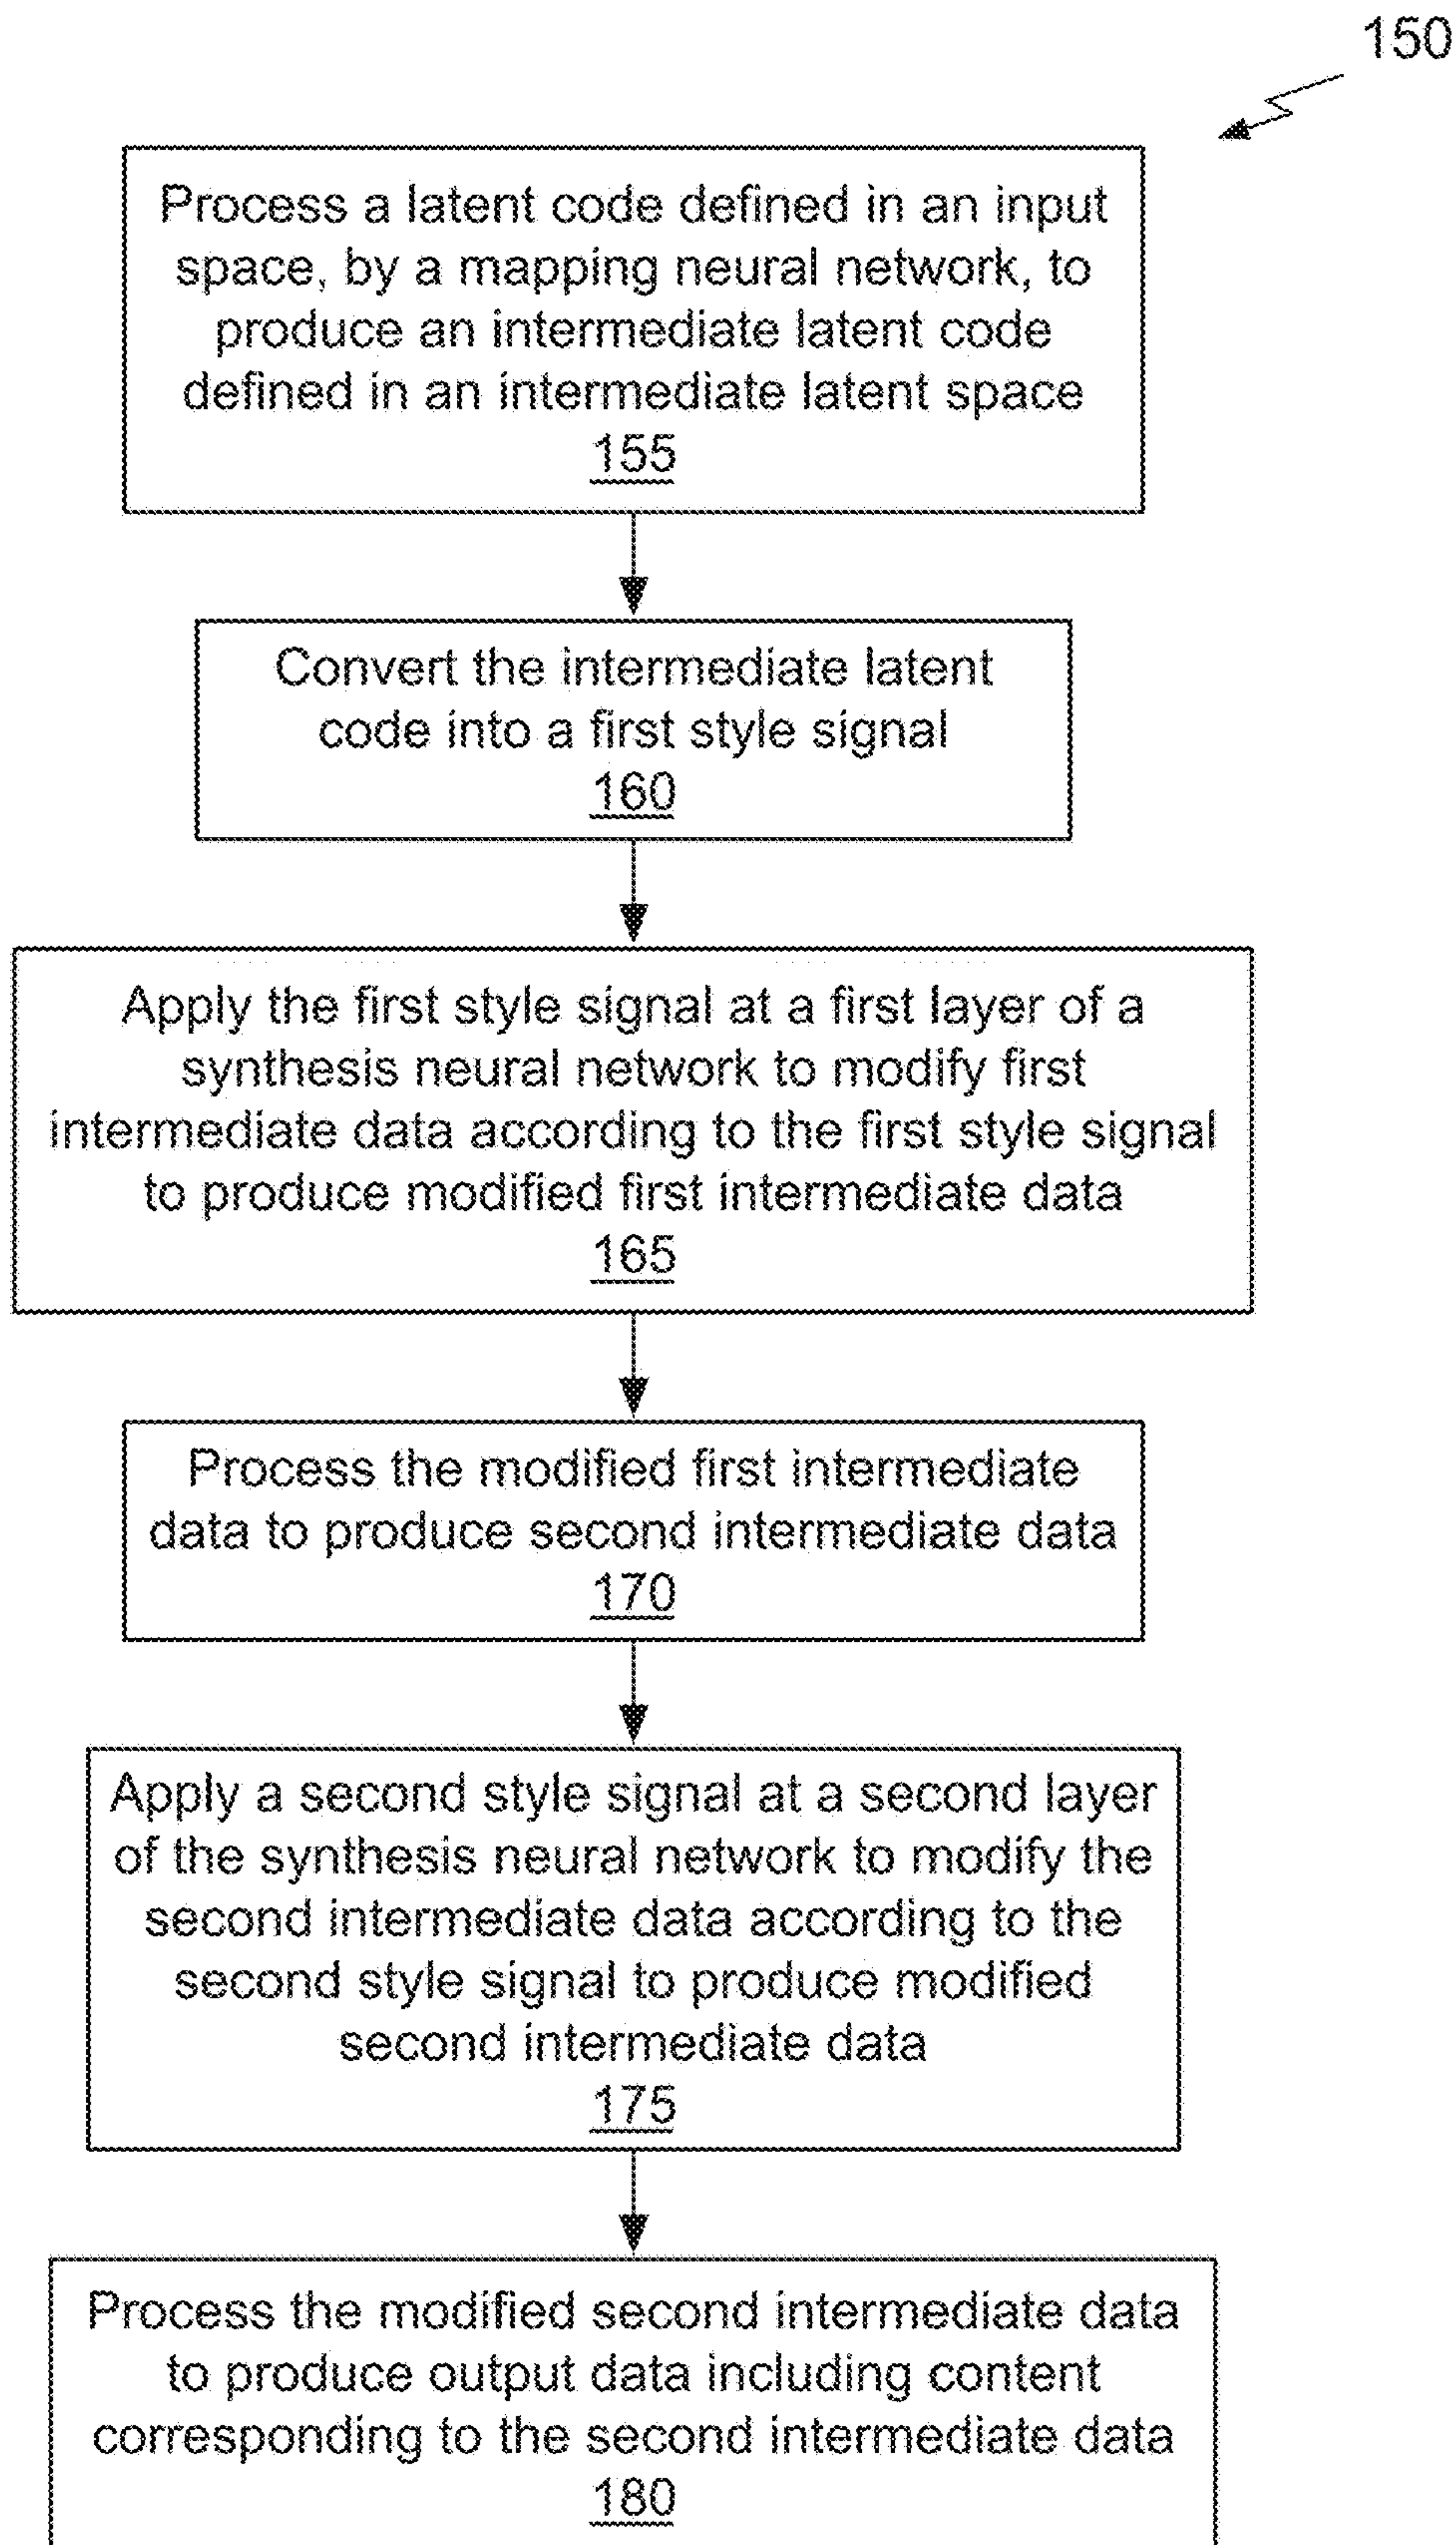 150
Process a latent code defined in an input
space, by a mapping neural network, to
produce an intermediate latent code
defined in an intermediate latent space
155
Convert the intermediate latent
code into a first style signal
160
Apply the first style signal at a first layer of a
synthesis neural network to modify first
intermediate data according to the first style signal
to produce modified first intermediate data
165
Process the modified first intermediate
data to produce second intermediate data
170
Apply a second style signal at a second layer
of the synthesis neural network to modify the
second intermediate data according to the
second style signal to produce modified
second intermediate data
175
Process the modified second intermediate data
to produce output data including content
corresponding to the second intermediate data
180